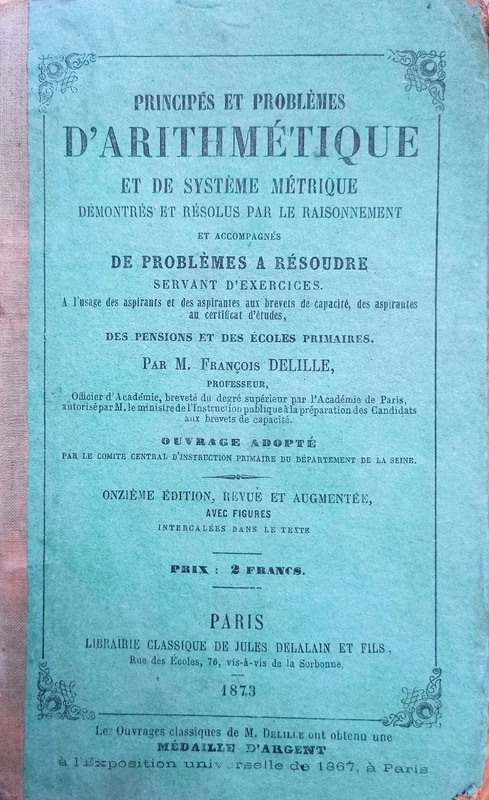 PRINCIPES ET PROBLÈMES
D'ARITHMÉTIQUE
ET DE SYSTÈME MÉTRIQUE
DÉMONTRÉS ET RÉSOLUS PAR LE RAISONNEMENT
ET ACCOMPAGNÉS
DE PROBLÈMES A RÉSOUDRE
SERVANT D'EXERCICES.
A l'usage des aspirants et des aspirantes aux brevets de capacité, des aspirantes
au certificat d'études,
DES PENSIONS ET DES ÉCOLES PRIMAIRES.
PAR M. FRANÇOIS DELILLE,
PROFESSEUR,
Officier d'Académie, breveté du degré supérieur par l'Académie de Paris,
autorisé par M. le ministre de l'Instruction publique à la préparation des Candidats
aux brevets de capacité.
OUVRAGE ADOPTÉ
PAR LE COMITE CENTRAL D'INSTRUCTION PRIMAIRE DU DÉPARTEMENT DE LA SEINE.
ONZIÈME ÉDITION, REVUE ET AUGMENTÉE,
AVEC FIGURES
INTERCALÉES DANS LE TEXTE
PRIX : 2 FRANCS.
PARIS
LIBRAIRIE CLASSIQUE DE JULES DELALAIN ET FILS.
Rue des Écoles, 76, vis-à-vis de la Sorbonne.
1873
Les Ouvrages classiques de M. DELILLE ont obtenu une
MÉDAILLE D'ARGENT
à l'Exposition universelle de 1867, à Paris